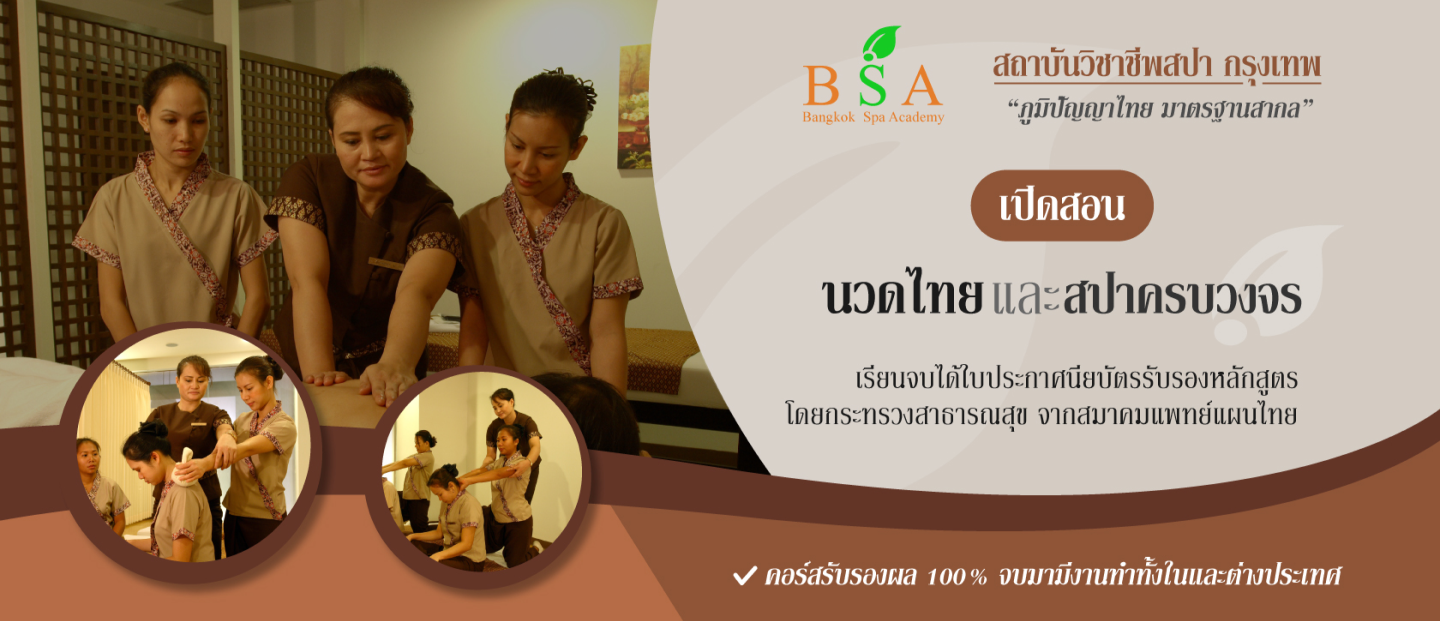 BSA
Bangkok Spa Academy
สถาบันวิชาชีพสปา กรุงเทพ
“ภูมิปัญญาไทย มาตรฐานสากล”
เปิดสอน
นวดไทยและสปาครบวงจร
เรียนจบได้ใบประกาศนียบัตรรับรองหลักสูตร
โดยกระทรวงสาธารณสุข จากสมาคมแพทย์แผนไทย
✓ คอร์สรับรองผล 100% จบมามีงานทำทั้งในและต่างประเทศ